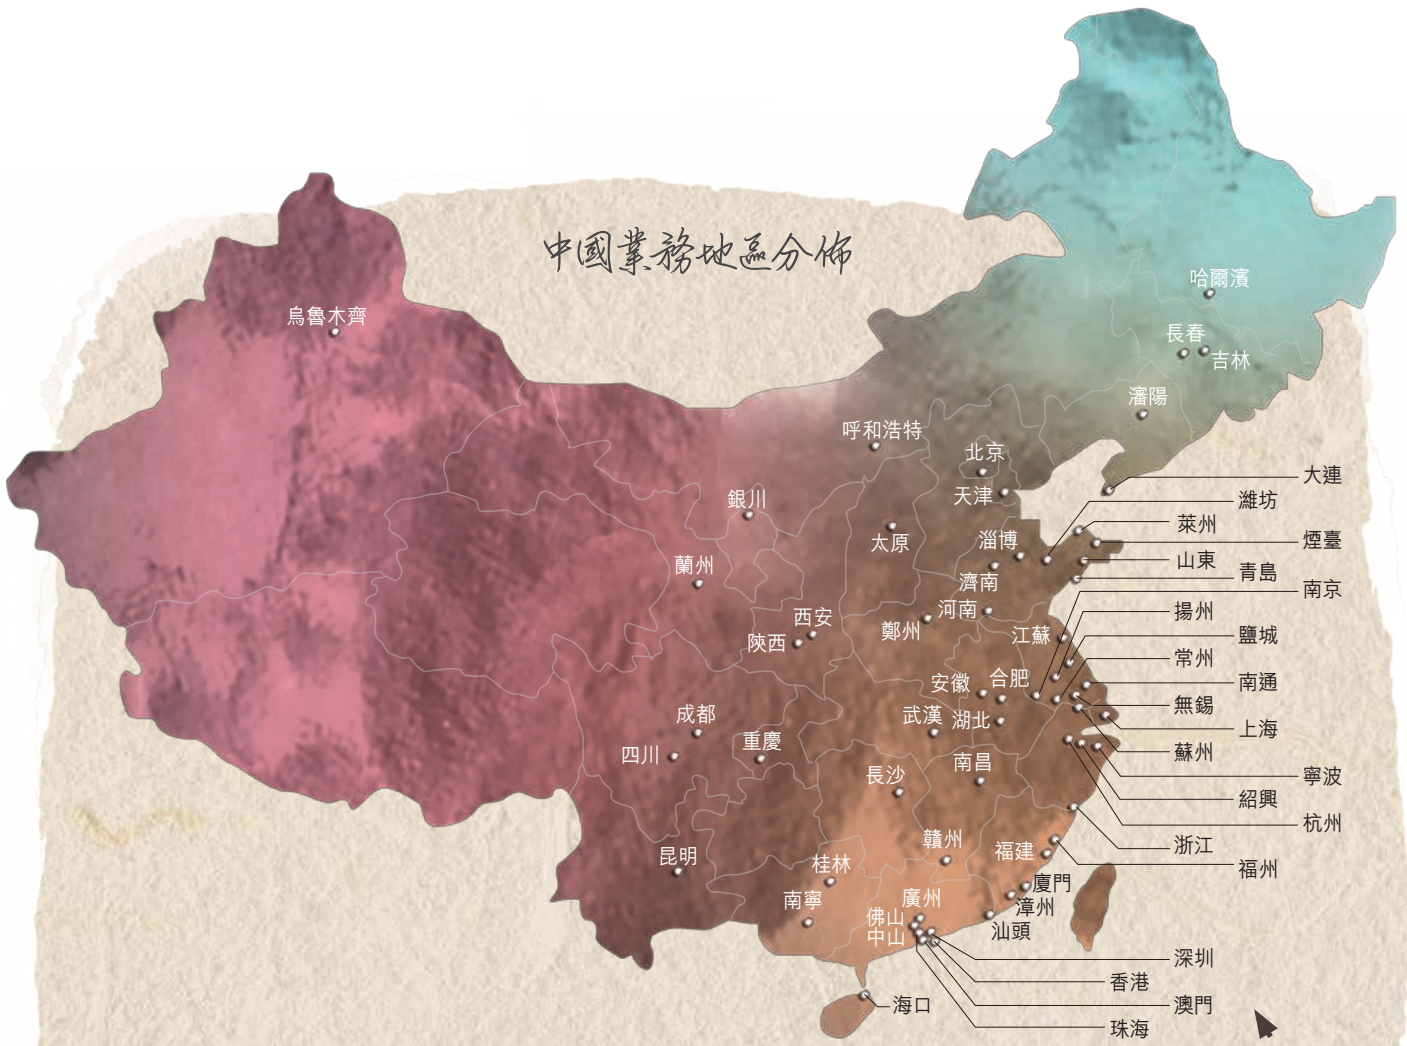 中國業務地區分佈
哈爾濱
烏魯木齊
長春
吉林
瀋陽
呼和浩特
北京
天津
大連
銀川
濰坊
萊州
太原
淄博
煙臺
山東
蘭州
濟南
青島
南京
河南
揚州
西安
鄭州
江蘇
鹽城
陝西
常州
安徽
合肥
南通
無錫
成都
武漢
湖北
上海
四川
重慶
蘇州
南昌
寧波
長沙
紹興
杭州
贛州
浙江
昆明
福建
桂林
福州
廈門
南寧
廣州
漳州
佛山
汕頭
中山
深圳
香港
海口
澳門
珠海